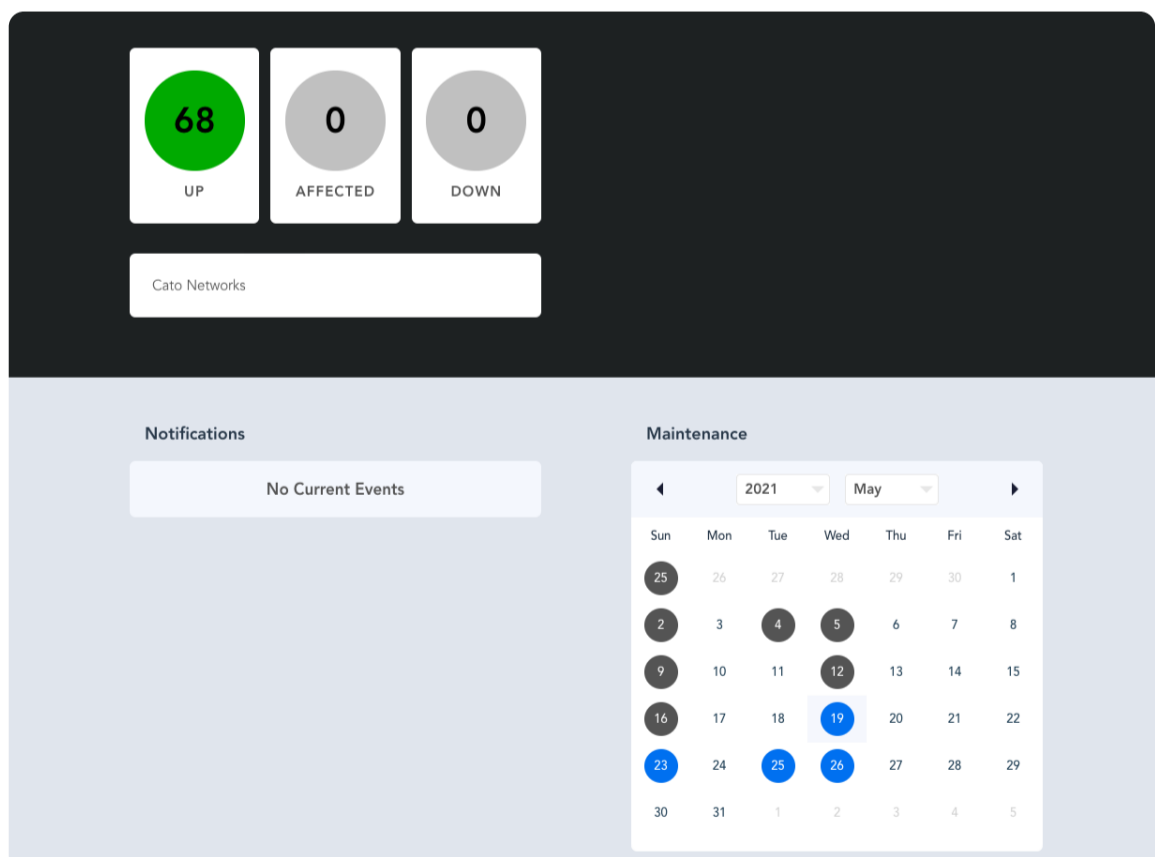 68 0 0
UP AFFECTED DOWN
Cato Networks
Notifications
No Current Events
Maintenance
2021 May
Sun Mon Tue Wed Thu Fri Sat
25 26 27 28 29 30 1
2 3 4 5 6 7 8
9 10 11 12 13 14 15
16 17 18 19 20 21 22
23 24 25 26 27 28 29
30 31 1 2 3 4 5